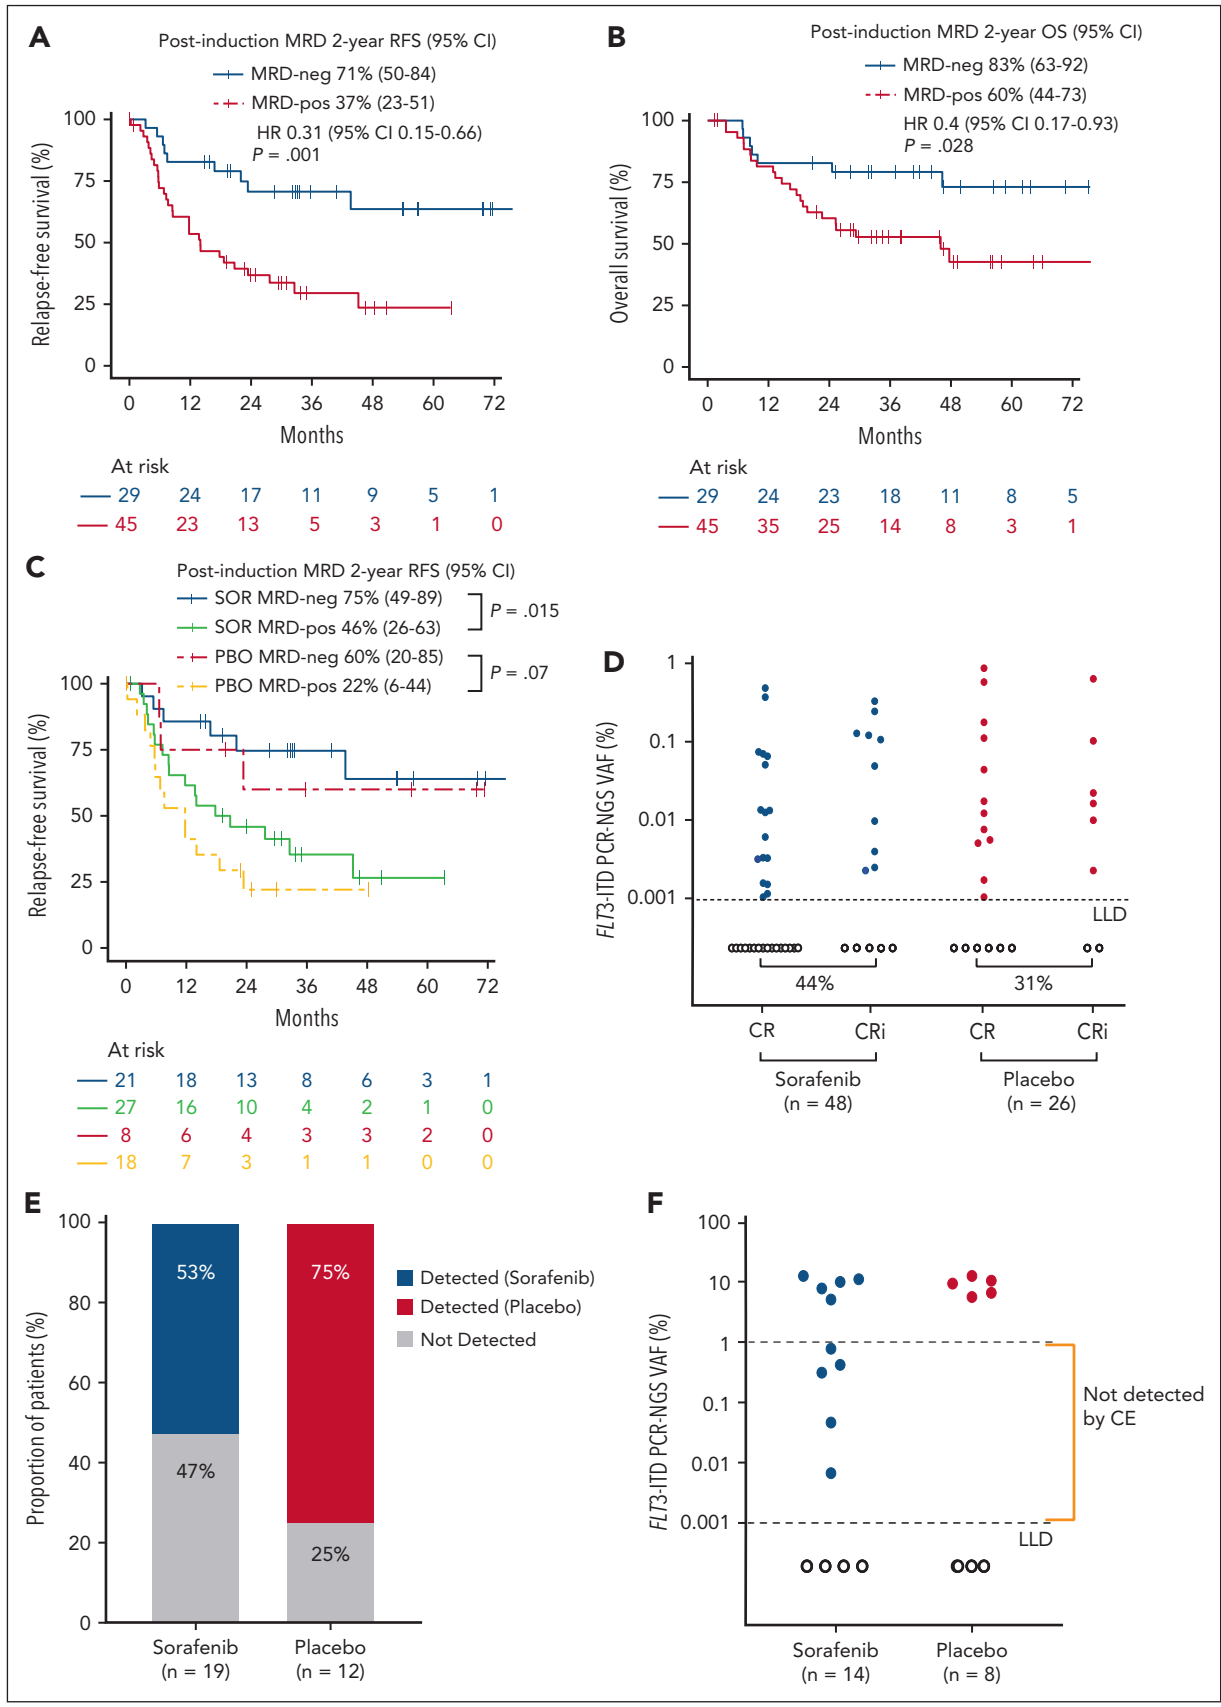 A
Post-induction MRD 2-year RFS (95% CI)
MRD-neg 71% (50-84)
MRD-pos 37% (23-51)
HR 0.31 (95% CI 0.15-0.66)
P = .001
Relapse-free survival (%)
100
75
50
25
0
0 12 24 36 48 60 72
Months
At risk
29 24 17 11 9 5 1
45 23 13 5 3 1 0
B
Post-induction MRD 2-year OS (95% CI)
MRD-neg 83% (63-92)
MRD-pos 60% (44-73)
HR 0.4 (95% CI 0.17-0.93)
P = .028
Overall survival (%)
100
75
50
25
0
0 12 24 36 48 60 72
Months
At risk
29 24 23 18 11 8 5
45 35 25 14 8 3 1
C
Post-induction MRD 2-year RFS (95% CI)
SOR MRD-neg 75% (49-89)
SOR MRD-pos 46% (26-63)
P = .015
PBO MRD-neg 60% (20-85)
PBO MRD-pos 22% (6-44)
P = .07
Relapse-free survival (%)
100
75
50
25
0
0 12 24 36 48 60 72
Months
At risk
21 18 13 8 6 3 1
27 16 10 4 2 1 0
8 6 4 3 3 2 0
18 7 3 1 1 0 0
D
FLT3-ITD PCR-NGS VAF (%)
1
0.1
0.01
0.001
LLD
44% 31%
CR CRi CR CRi
Sorafenib Placebo
(n = 48) (n = 26)
E
Proportion of patients (%)
100
80
60
40
20
0
53% 75%
47%
25%
Detected (Sorafenib)
Detected (Placebo)
Not Detected
Sorafenib Placebo
(n = 19) (n = 12)
F
FLT3-ITD PCR-NGS VAF (%)
100
10
1
0.1
0.01
0.001
Not detected
by CE
LLD
Sorafenib Placebo
(n = 14) (n = 8)